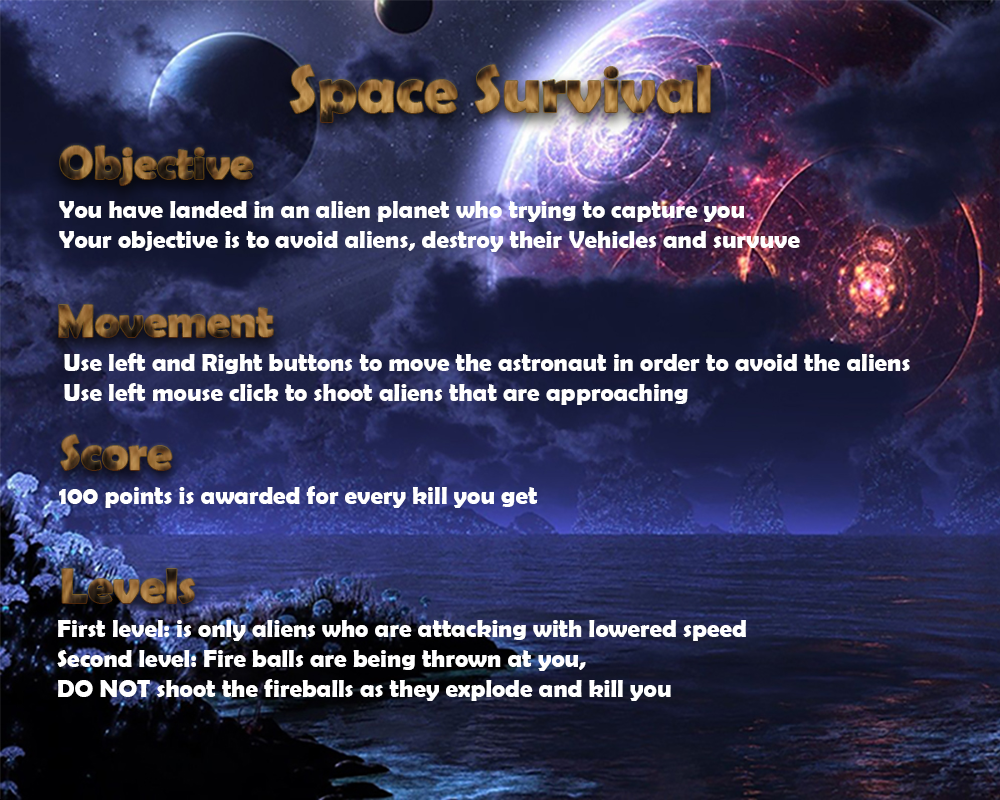 Space Survival
Objective
You have landed in an alien planet who trying to capture you
Your objective is to avoid aliens, destroy their Vehicles and survuve
Movement
Use left and Right buttons to move the astronaut in order to avoid the aliens
Use left mouse click to shoot aliens that are approaching
Score
100 points is awarded for every kill you get
Levels
First level: is only aliens who are attacking with lowered speed
Second level: Fire balls are being thrown at you,
DO NOT shoot the fireballs as they explode and kill you